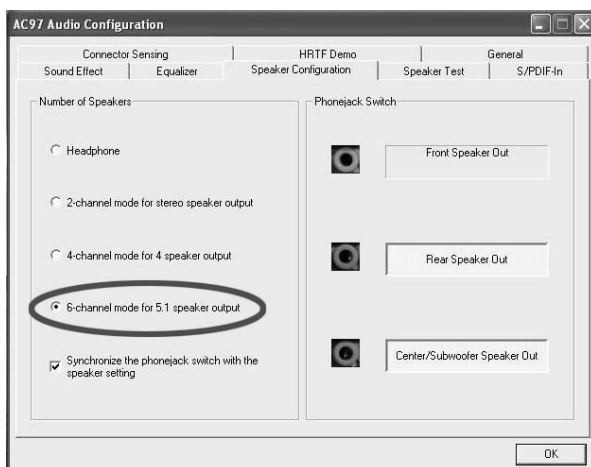 AC97 Audio Configuration
Connector Sensing
HRTF Demo
General
Sound Effect
Equalizer
Speaker Configuration
Speaker Test
S/PDIF-In
Number of Speakers
Headphone
2-channel mode for stereo speaker output
4-channel mode for 4 speaker output
6-channel mode for 5.1 speaker output
Synchronize the phonejack switch with the
speaker setting
Phonejack Switch
Front Speaker Out
Rear Speaker Out
Center/Subwoofer Speaker Out
OK